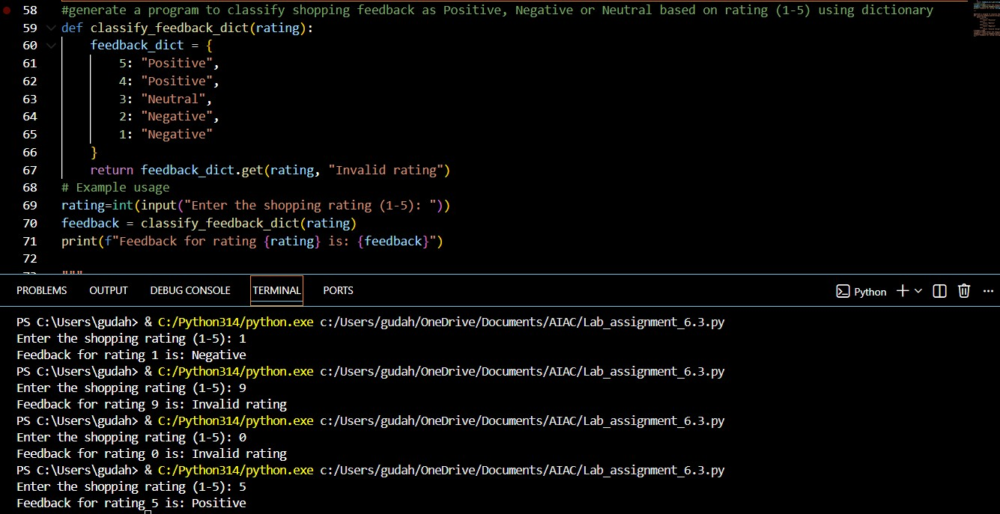 58 #generate a program to classify shopping feedback as Positive, Negative or Neutral based on rating (1-5) using dictionary
59 def classify_feedback_dict(rating):
60     feedback_dict = {
61         5: "Positive",
62         4: "Positive",
63         3: "Neutral",
64         2: "Negative",
65         1: "Negative"
66     }
67     return feedback_dict.get(rating, "Invalid rating")
68 # Example usage
69 rating=int(input("Enter the shopping rating (1-5): "))
70 feedback = classify_feedback_dict(rating)
71 print(f"Feedback for rating {rating} is: {feedback}")
72
"""
PROBLEMS OUTPUT DEBUG CONSOLE TERMINAL PORTS Python
PS C:\Users\gudah> & C:/Python314/python.exe c:/Users/gudah/OneDrive/Documents/AIAC/Lab_assignment_6.3.py
Enter the shopping rating (1-5): 1
Feedback for rating 1 is: Negative
PS C:\Users\gudah> & C:/Python314/python.exe c:/Users/gudah/OneDrive/Documents/AIAC/Lab_assignment_6.3.py
Enter the shopping rating (1-5): 9
Feedback for rating 9 is: Invalid rating
PS C:\Users\gudah> & C:/Python314/python.exe c:/Users/gudah/OneDrive/Documents/AIAC/Lab_assignment_6.3.py
Enter the shopping rating (1-5): 0
Feedback for rating 0 is: Invalid rating
PS C:\Users\gudah> & C:/Python314/python.exe c:/Users/gudah/OneDrive/Documents/AIAC/Lab_assignment_6.3.py
Enter the shopping rating (1-5): 5
Feedback for rating 5 is: Positive